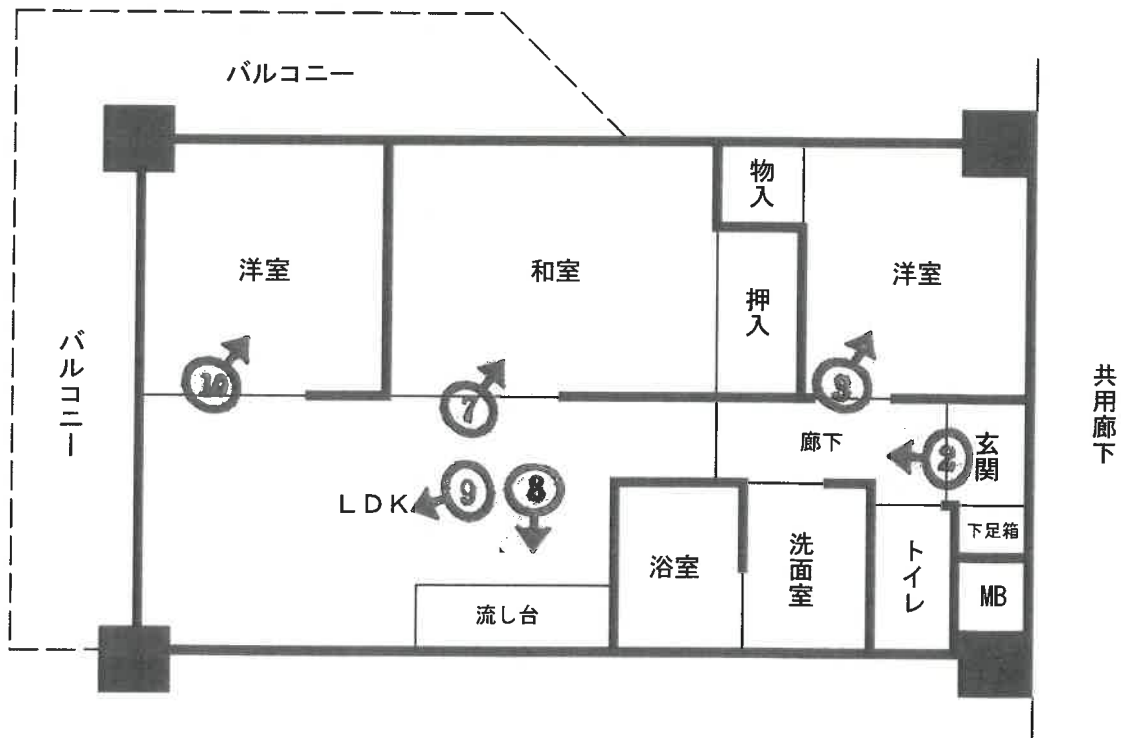 バルコニー
物入
洋室
和室
洋室
押入
バルコニー
10
7
3
共用廊下
廊下
2
玄関
LDK
9
8
下足箱
浴室
洗面室
トイレ
MB
流し台